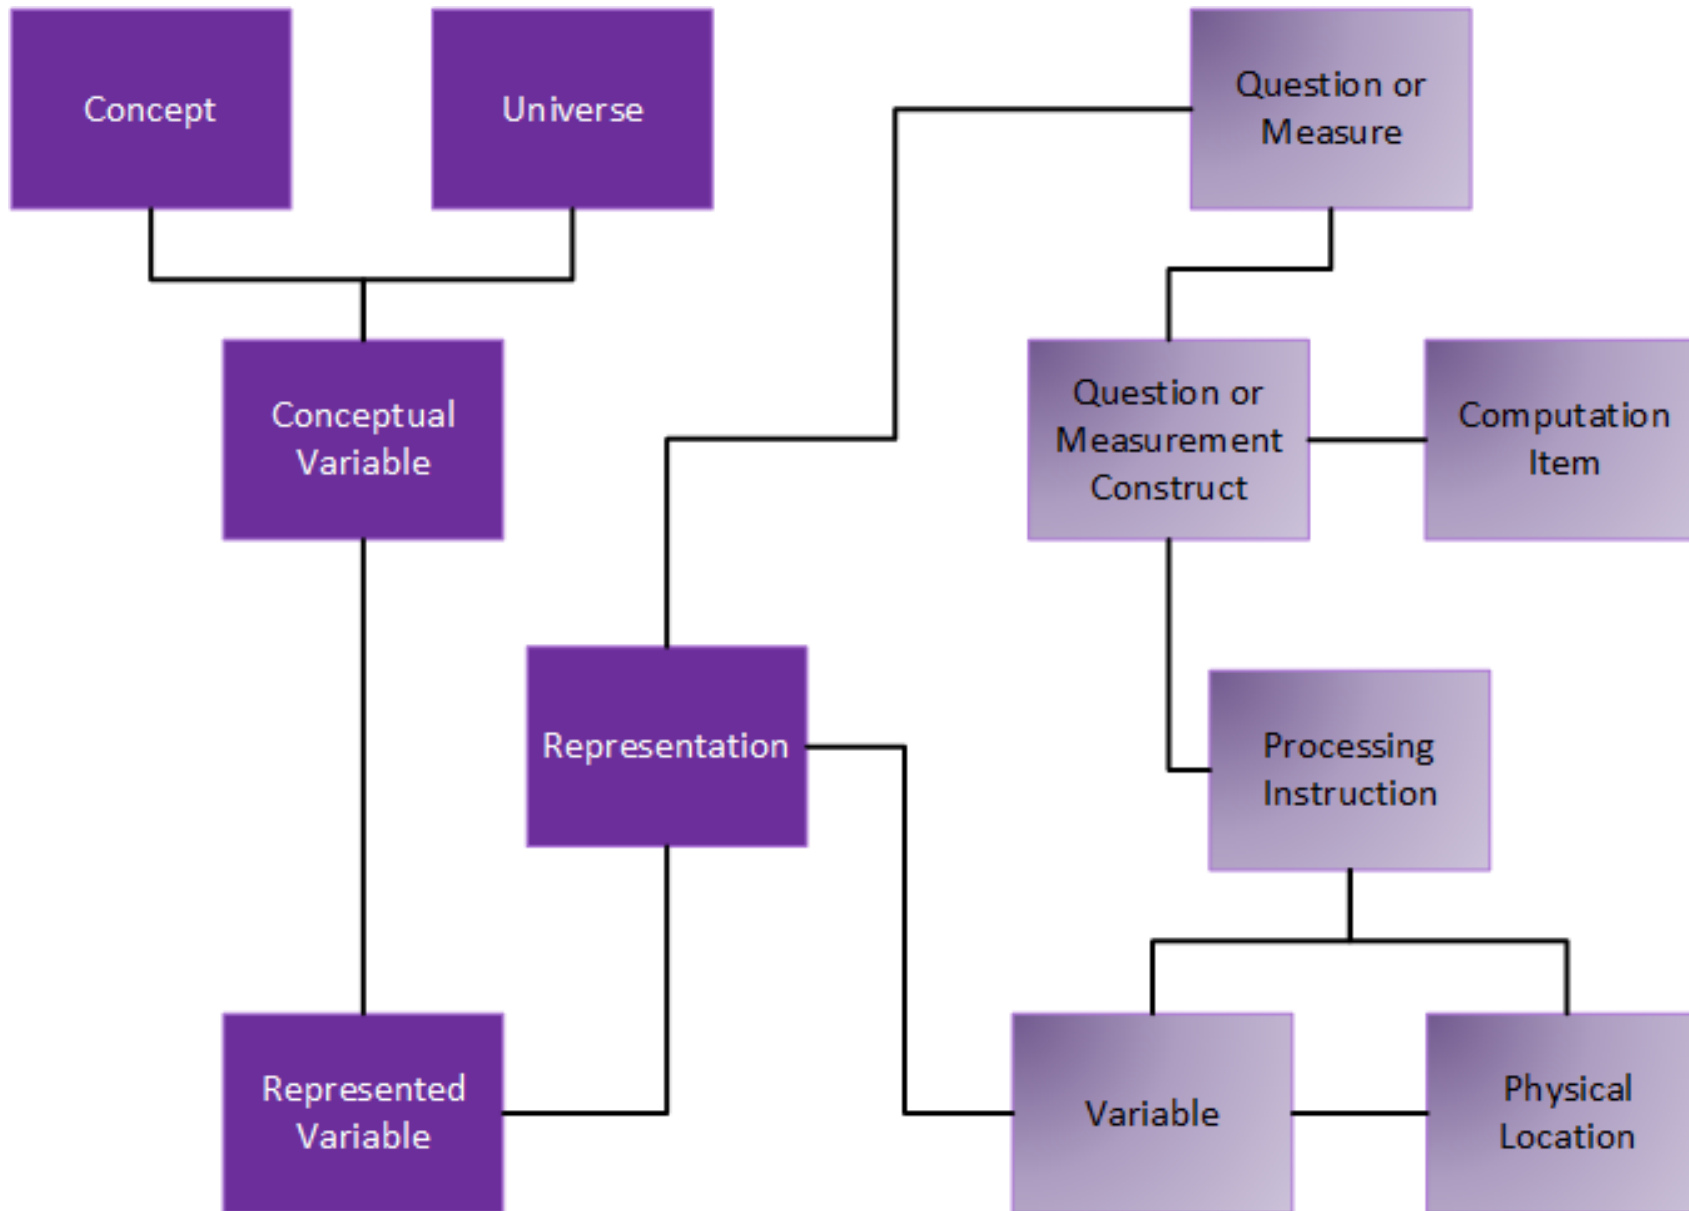 Concept
Universe
Question or
Measure
Conceptual
Variable
Question or
Measurement
Construct
Computation
Item
Representation
Processing
Instruction
Represented
Variable
Variable
Physical
Location